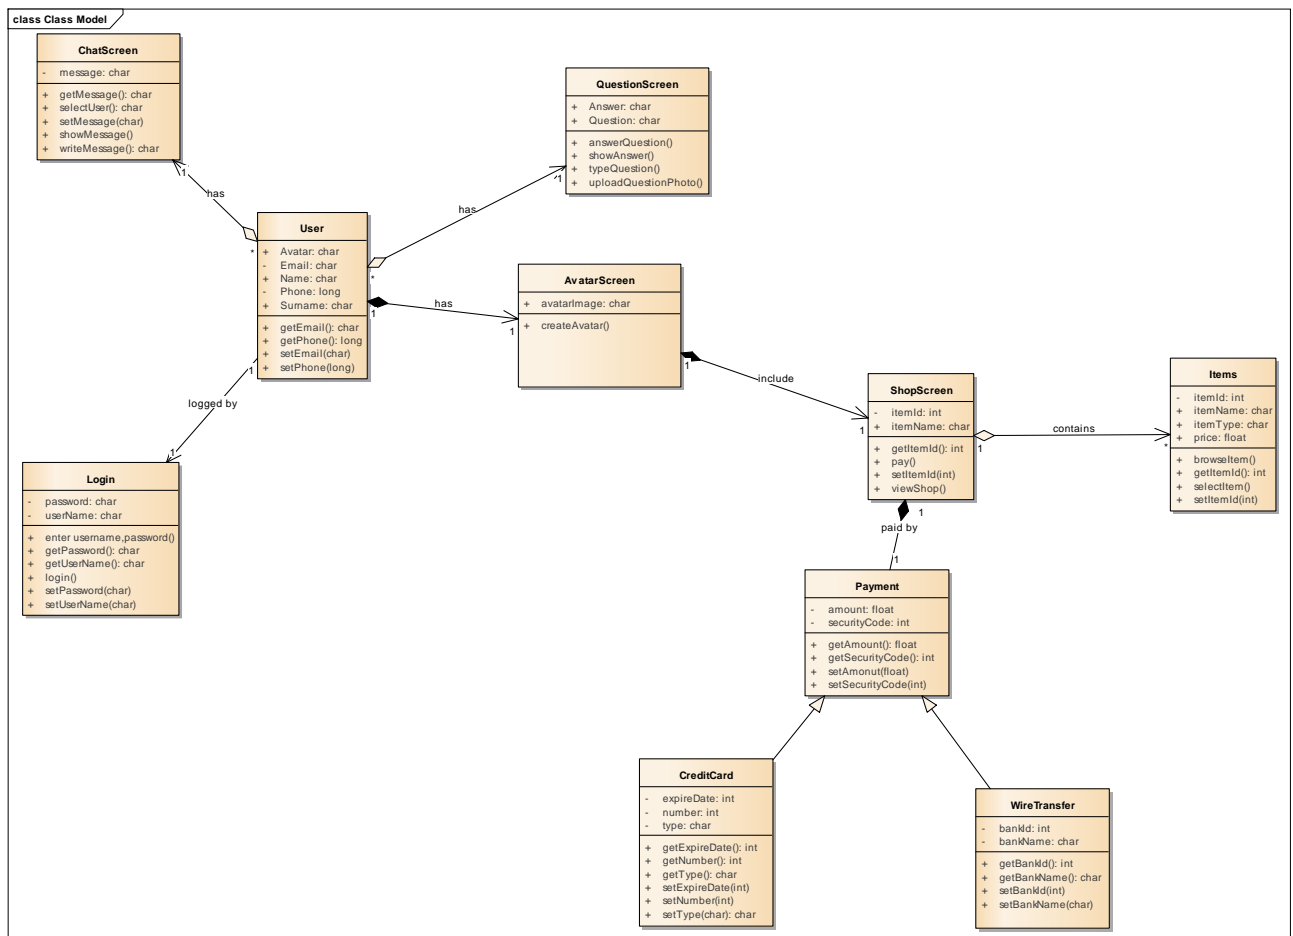 class Class Model
ChatScreen
- message: char
+ getMessage(): char
+ selectUser(): char
+ setMessage(char)
+ showMessage()
+ writeMessage(): char
1
has
*
QuestionScreen
+ Answer: char
+ Question: char
+ answerQuestion()
+ showAnswer()
+ typeQuestion()
+ uploadQuestionPhoto()
1
has
*
User
+ Avatar: char
- Email: char
+ Name: char
- Phone: long
+ Surname: char
+ getEmail(): char
+ getPhone(): long
+ setEmail(char)
+ setPhone(long)
1
has
1
AvatarScreen
+ avatarImage: char
+ createAvatar()
1
include
1
ShopScreen
- itemId: int
+ itemName: char
+ getItemId(): int
+ pay()
+ setItemId(int)
+ viewShop()
1
contains
*
Items
- itemId: int
+ itemName: char
+ itemType: char
+ price: float
+ browseItem()
+ getItemId(): int
+ selectItem()
+ setItemId(int)
1
logged by
1
Login
- password: char
- userName: char
+ enter username,password()
+ getPassword(): char
+ getUserName(): char
+ login()
+ setPassword(char)
+ setUserName(char)
1
paid by
1
Payment
- amount: float
- securityCode: int
+ getAmount(): float
+ getSecurityCode(): int
+ setAmonut(float)
+ setSecurityCode(int)
CreditCard
- expireDate: int
- number: int
- type: char
+ getExpireDate(): int
+ getNumber(): int
+ getType(): char
+ setExpireDate(int)
+ setNumber(int)
+ setType(char): char
WireTransfer
- bankId: int
- bankName: char
+ getBankId(): int
+ getBankName(): char
+ setBankId(int)
+ setBankName(char)